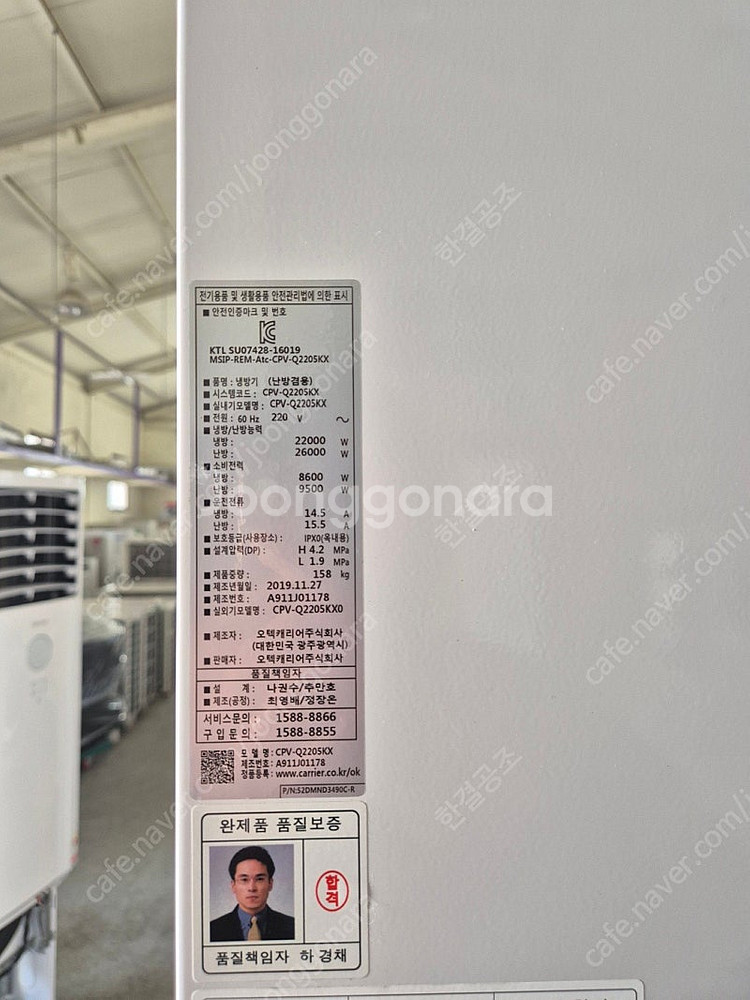 전기용품 및 생활용품 안전관리법에 의한 표시
■ 안전인증마크 및 번호
KTL SU07428-16019
MSIP-REM-Atc-CPV-Q2205KX
■ 품명 : 냉방기 (난방겸용)
■ 시스템코드 : CPV-Q2205KX
■ 실내기모델명 : CPV-Q2205KX
■ 전원 : 60 Hz 220 V ~
■ 냉방/난방능력
냉방 : 22000 W
난방 : 26000 W
■ 소비전력
냉방 : 8600 W
난방 : 9500 W
■ 운전전류
냉방 : 14.5 A
난방 : 15.5 A
■ 보호등급(사용장소) : IPX0(옥내용)
■ 설계압력(DP) : H 4.2 MPa
L 1.9 MPa
■ 제품중량 : 158 kg
■ 제조년월일 : 2019.11.27
■ 제조번호 : A911J01178
■ 실외기모델명 : CPV-Q2205KX0
■ 제조자 : 오텍캐리어주식회사
(대한민국 광주광역시)
■ 판매자 : 오텍캐리어주식회사
품질책임자
■ 설 계 : 나권수/추만호
■ 제조(공정) : 최영배/정장온
서비스문의 : 1588-8866
구 입 문 의 : 1588-8855
모 델 명 : CPV-Q2205KX
제조번호 : A911J01178
정품등록 : www.carrier.co.kr/ok
P/N:52DMND3490C-R
완제품 품질보증
합격
품질책임자 하 경채
joonggonara
cafe.naver.com/joonggonara
한결공조